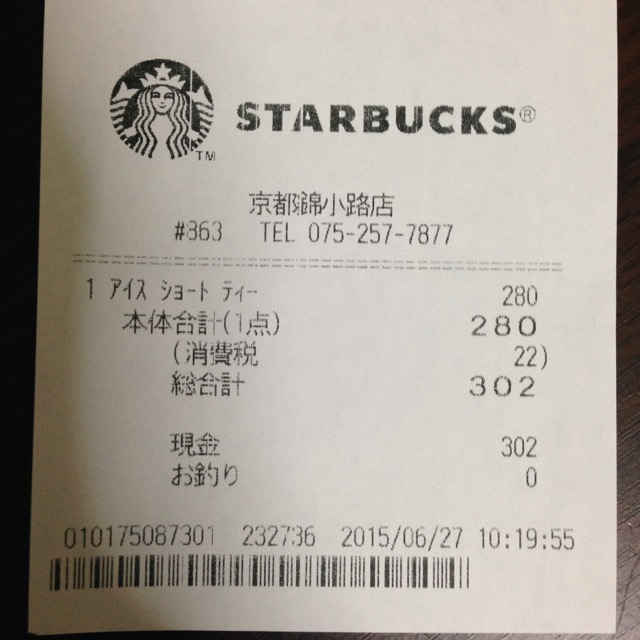 TM
STARBUCKS®
京都錦小路店
#363 TEL 075-257-7877
1 アイス ショート ティー 280
本体合計(1点) 280
(消費税 22)
総合計 302
現金 302
お釣り 0
010175087301 232736 2015/06/27 10:19:55